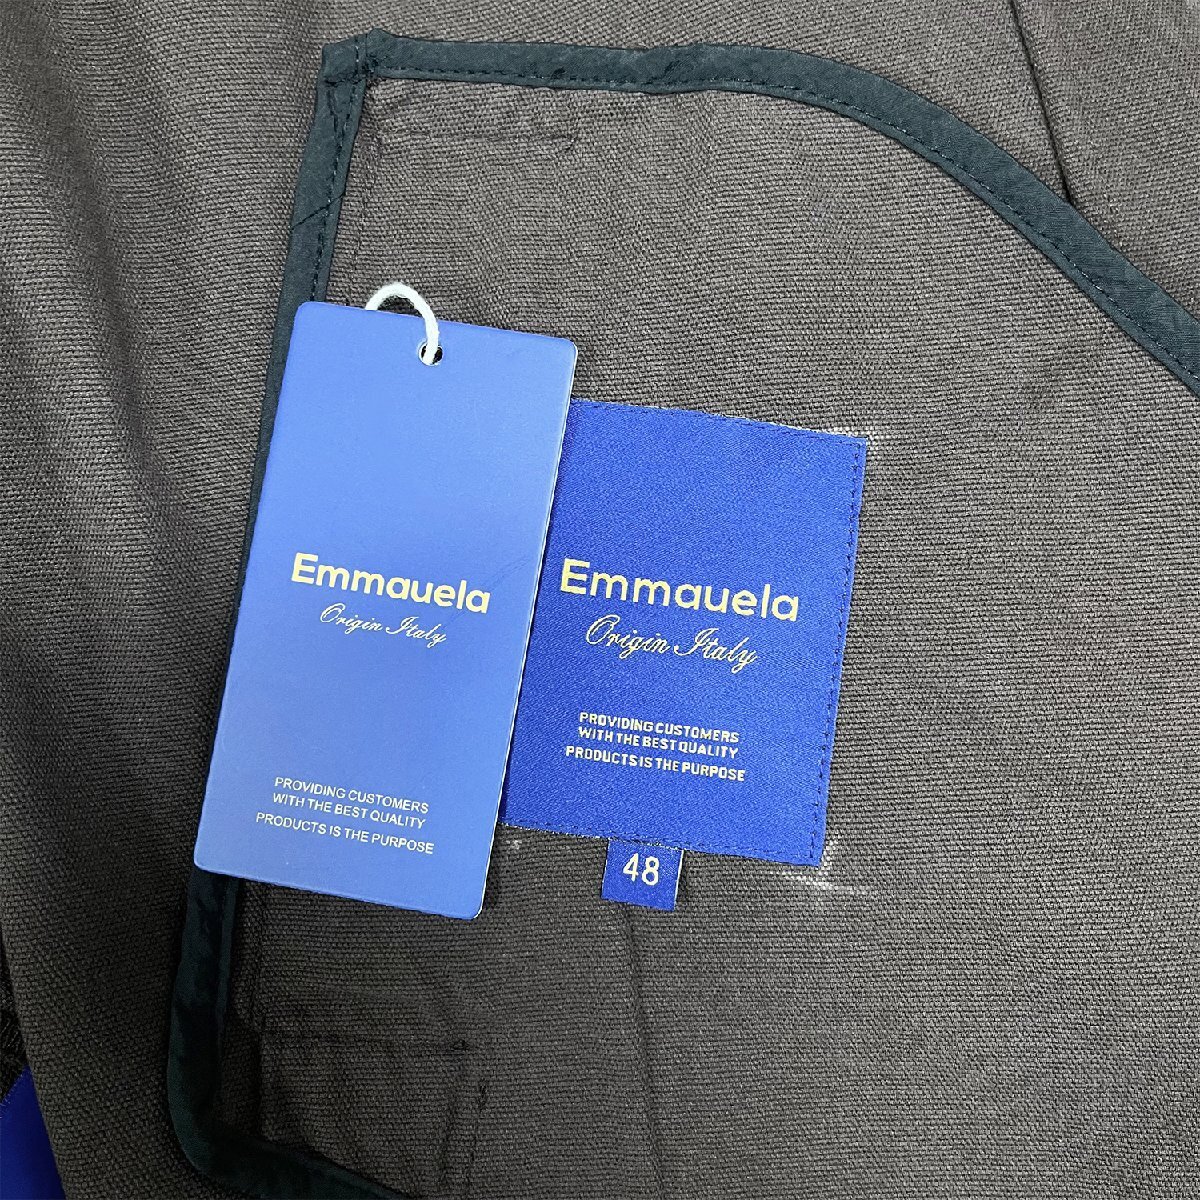 Emmauela
Origin Italy
PROVIDING CUSTOMERS
WITH THE BEST QUALITY
PRODUCTS IS THE PURPOSE
Emmauela
Origin Italy
PROVIDING CUSTOMERS
WITH THE BEST QUALITY
PRODUCTS IS THE PURPOSE
48